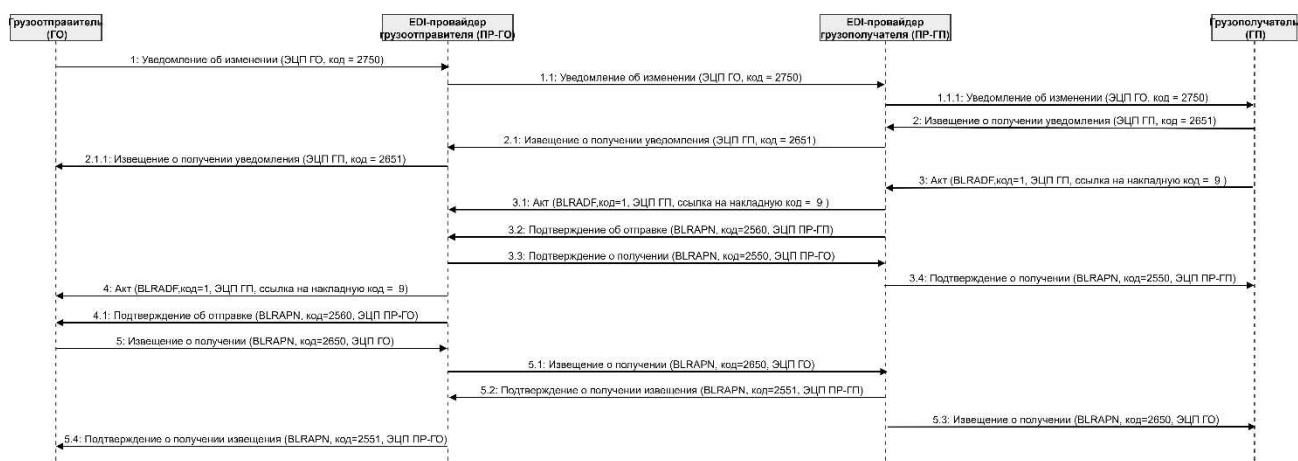 Грузоотправитель
(ГО)
EDI-провайдер
грузоотправителя (ПР-ГО)
EDI-провайдер
грузополучателя (ПР-ГП)
Грузополучатель
(ГП)
1: Уведомление об изменении (ЭЦП ГО, код = 2750)
1.1: Уведомление об изменении (ЭЦП ГО, код = 2750)
1.1.1: Уведомление об изменении (ЭЦП ГО, код = 2750)
2: Извещение о получении уведомления (ЭЦП ГП, код = 2651)
2.1: Извещение о получении уведомления (ЭЦП ГП, код = 2651)
2.1.1: Извещение о получении уведомления (ЭЦП ГП, код = 2651)
3: Акт (BLRADF,код=1, ЭЦП ГП, ссылка на накладную код = 9 )
3.1: Акт (BLRADF,код=1, ЭЦП ГП, ссылка на накладную код = 9 )
3.2: Подтверждение об отправке (BLRAPN, код=2560, ЭЦП ПР-ГП)
3.3: Подтверждение о получении (BLRAPN, код=2550, ЭЦП ПР-ГО)
3.4: Подтверждение о получении (BLRAPN, код=2550, ЭЦП ПР-ГП)
4: Акт (BLRADF,код=1, ЭЦП ГП, ссылка на накладную код = 9)
4.1: Подтверждение об отправке (BLRAPN, код=2560, ЭЦП ПР-ГО)
5: Извещение о получении (BLRAPN, код=2650, ЭЦП ГО)
5.1: Извещение о получении (BLRAPN, код=2650, ЭЦП ГО)
5.2: Подтверждение о получении извещения (BLRAPN, код=2551, ЭЦП ПР-ГП)
5.3: Извещение о получении (BLRAPN, код=2650, ЭЦП ГО)
5.4: Подтверждение о получении извещения (BLRAPN, код=2551, ЭЦП ПР-ГО)